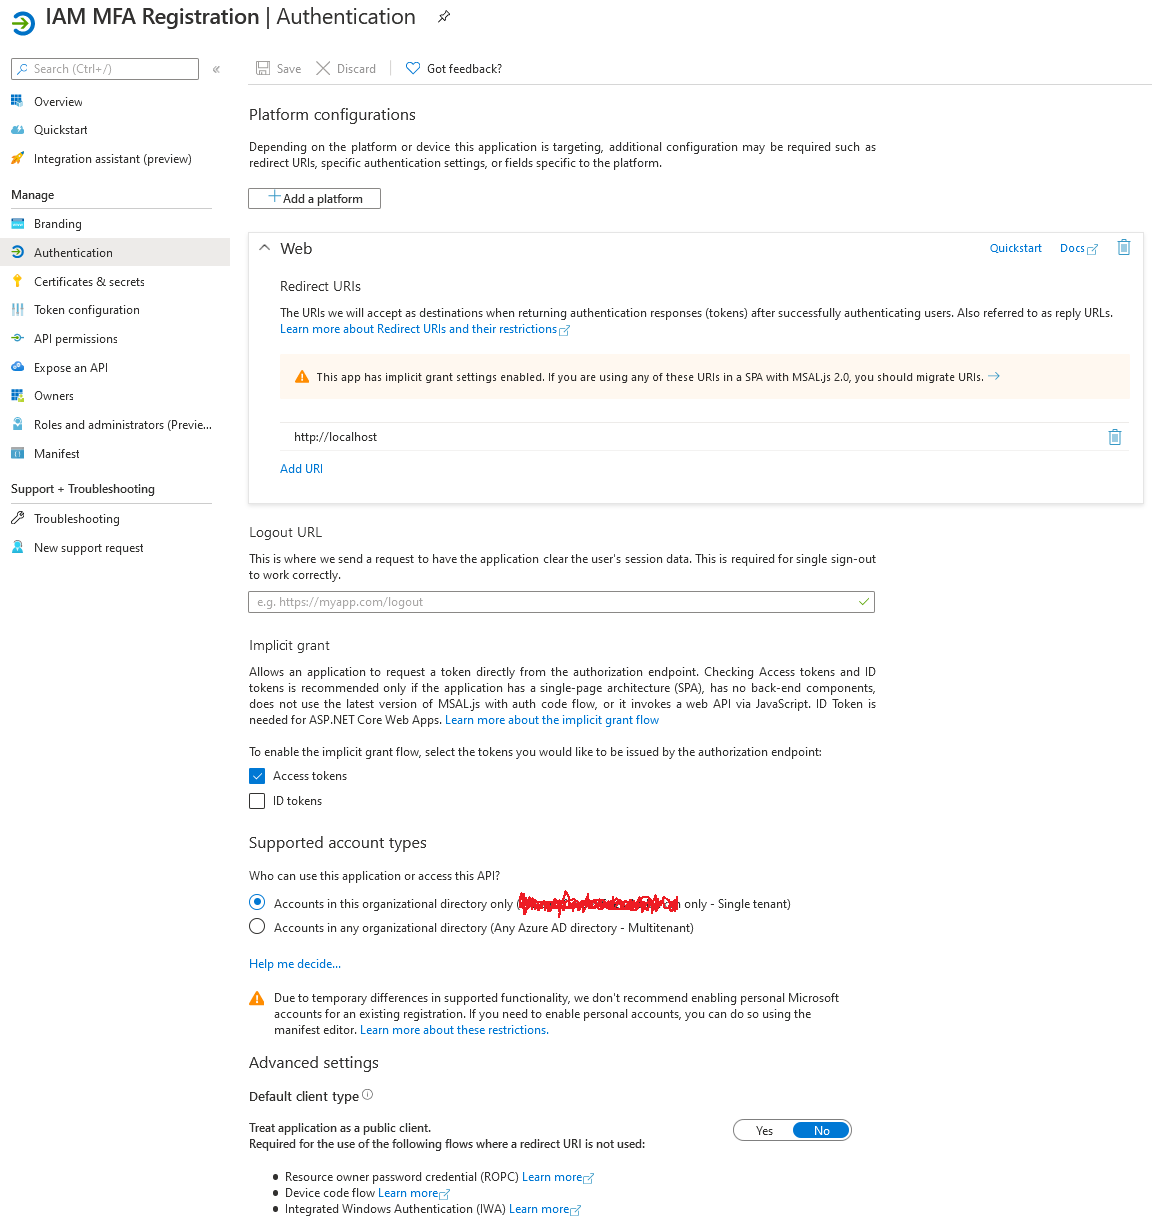 IAM MFA Registration | Authentication
Search (Ctrl+/)
«
Overview
Quickstart
Integration assistant (preview)
Manage
Branding
Authentication
Certificates & secrets
Token configuration
API permissions
Expose an API
Owners
Roles and administrators (Previe...
Manifest
Support + Troubleshooting
Troubleshooting
New support request
Save
Discard
Got feedback?
Platform configurations
Depending on the platform or device this application is targeting, additional configuration may be required such as
redirect URIs, specific authentication settings, or fields specific to the platform.
Add a platform
Web
Quickstart
Docs
Redirect URIs
The URIs we will accept as destinations when returning authentication responses (tokens) after successfully authenticating users. Also referred to as reply URLs.
Learn more about Redirect URIs and their restrictions
This app has implicit grant settings enabled. If you are using any of these URIs in a SPA with MSAL.js 2.0, you should migrate URIs.
http://localhost
Add URI
Logout URL
This is where we send a request to have the application clear the user's session data. This is required for single sign-out
to work correctly.
e.g. https://myapp.com/logout
Implicit grant
Allows an application to request a token directly from the authorization endpoint. Checking Access tokens and ID
tokens is recommended only if the application has a single-page architecture (SPA), has no back-end components,
does not use the latest version of MSAL.js with auth code flow, or it invokes a web API via JavaScript. ID Token is
needed for ASP.NET Core Web Apps. Learn more about the implicit grant flow
To enable the implicit grant flow, select the tokens you would like to be issued by the authorization endpoint:
Access tokens
ID tokens
Supported account types
Who can use this application or access this API?
Accounts in this organizational directory only ( only - Single tenant)
Accounts in any organizational directory (Any Azure AD directory - Multitenant)
Help me decide...
Due to temporary differences in supported functionality, we don't recommend enabling personal Microsoft
accounts for an existing registration. If you need to enable personal accounts, you can do so using the
manifest editor. Learn more about these restrictions.
Advanced settings
Default client type
Treat application as a public client.
Required for the use of the following flows where a redirect URI is not used:
Yes
No
Resource owner password credential (ROPC) Learn more
Device code flow Learn more
Integrated Windows Authentication (IWA) Learn more